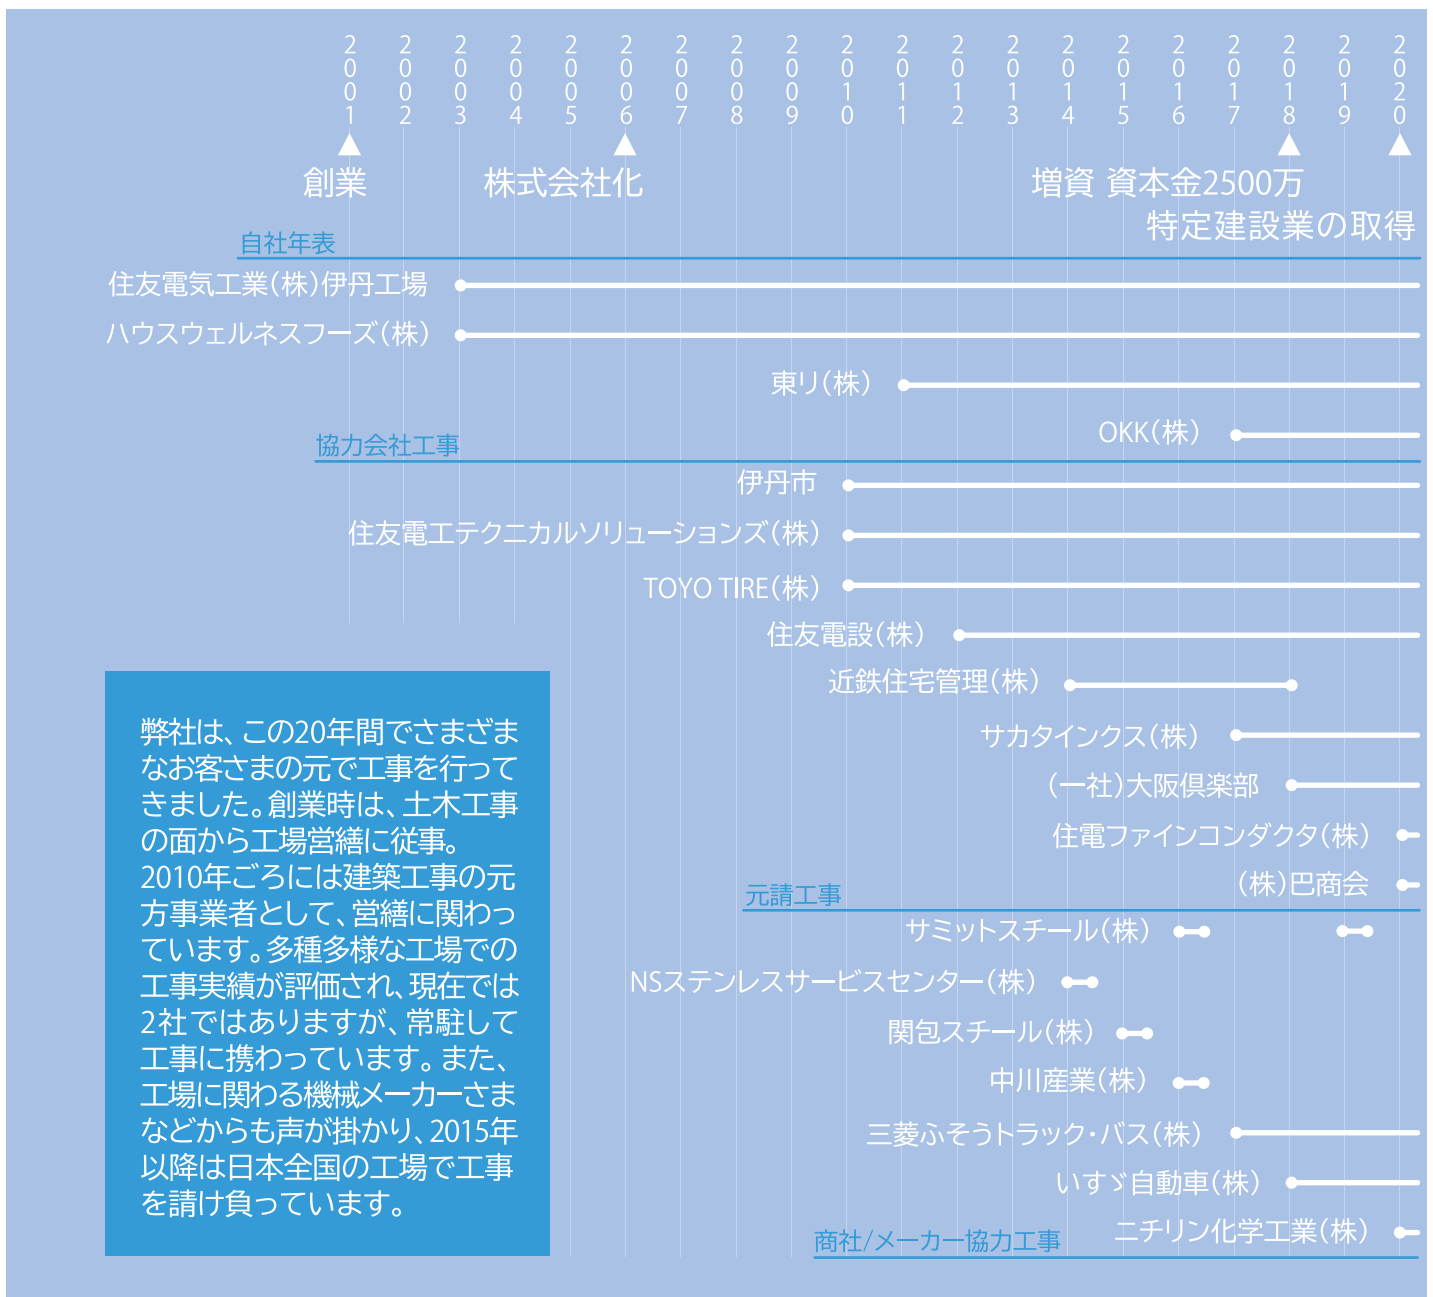 2001 2002 2003 2004 2005 2006 2007 2008 2009 2010 2011 2012 2013 2014 2015 2016 2017 2018 2019 2020
創業 株式会社化 増資 資本金2500万
特定建設業の取得
自社年表
住友電気工業(株)伊丹工場
ハウスウェルネスフーズ(株)
東リ(株)
OKK(株)
協力会社工事
伊丹市
住友電工テクニカルソリューションズ(株)
TOYO TIRE(株)
住友電設(株)
近鉄住宅管理(株)
サカタインクス(株)
(一社)大阪倶楽部
住電ファインコンダクタ(株)
(株)巴商会
元請工事
サミットスチール(株)
NSステンレスサービスセンター(株)
関包スチール(株)
中川産業(株)
三菱ふそうトラック・バス(株)
いすゞ自動車(株)
ニチリン化学工業(株)
商社/メーカー協力工事
弊社は、この20年間でさまざま
なお客さまの元で工事を行って
きました。創業時は、土木工事
の面から工場営繕に従事。
2010年ごろには建築工事の元
方事業者として、営繕に関わっ
ています。多種多様な工場での
工事実績が評価され、現在では
2社ではありますが、常駐して
工事に携わっています。また、
工場に関わる機械メーカーさま
などからも声が掛かり、2015年
以降は日本全国の工場で工事
を請け負っています。